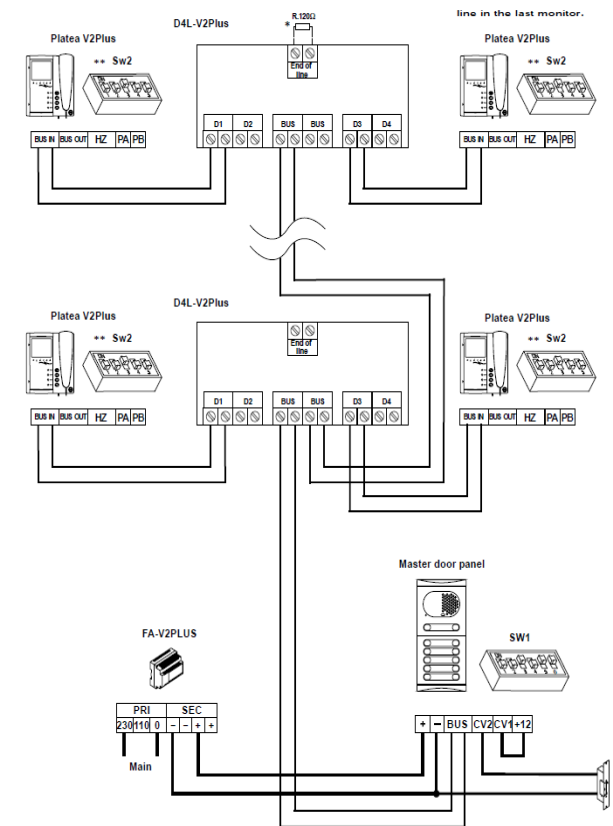 line in the last monitor.
R.120Ω
*
D4L-V2Plus
Platea V2Plus
** Sw2
End of
line
Platea V2Plus
** Sw2
D1 D2 BUS BUS D3 D4
BUS IN BUS OUT HZ PA PB
BUS IN BUS OUT HZ PA PB
D4L-V2Plus
Platea V2Plus
** Sw2
End of
line
Platea V2Plus
** Sw2
D1 D2 BUS BUS D3 D4
BUS IN BUS OUT HZ PA PB
BUS IN BUS OUT HZ PA PB
Master door panel
FA-V2PLUS
SW1
PRI SEC
230 110 0 – – + +
Main
+ – BUS CV2 CV1 +12